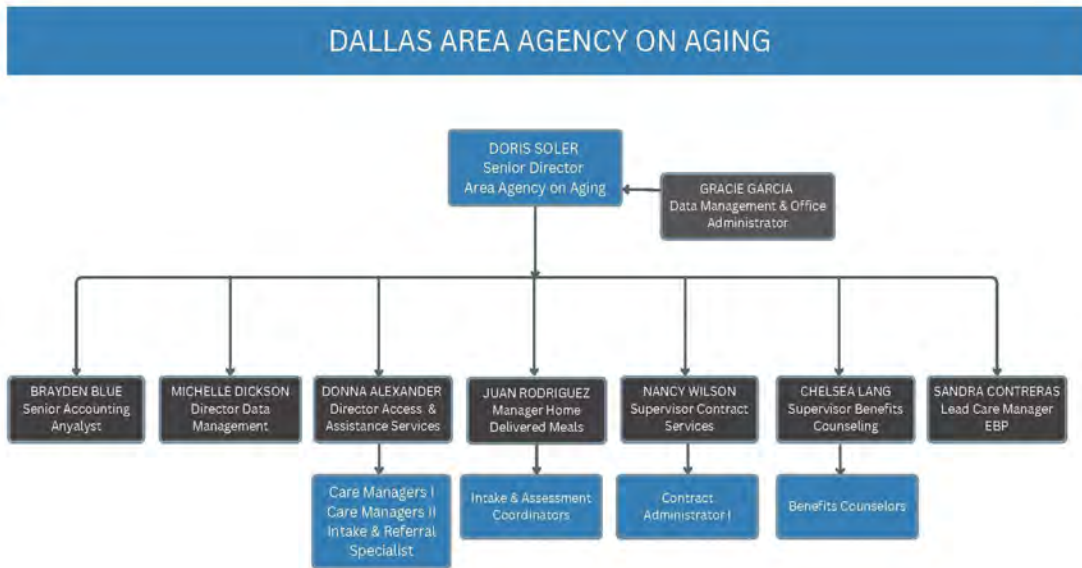 DALLAS AREA AGENCY ON AGING
DORIS SOLER
Senior Director
Area Agency on Aging
GRACIE GARCIA
Data Management & Office
Administrator
BRAYDEN BLUE
Senior Accounting
Anyalyst
MICHELLE DICKSON
Director Data
Management
DONNA ALEXANDER
Director Access &
Assistance Services
JUAN RODRIGUEZ
Manager Home
Delivered Meals
NANCY WILSON
Supervisor Contract
Services
CHELSEA LANG
Supervisor Benefits
Counseling
SANDRA CONTRERAS
Lead Care Manager
EBP
Care Managers I
Care Managers II
Intake & Referral
Specialist
Intake & Assessment
Coordinators
Contract
Administrator I
Benefits Counselors